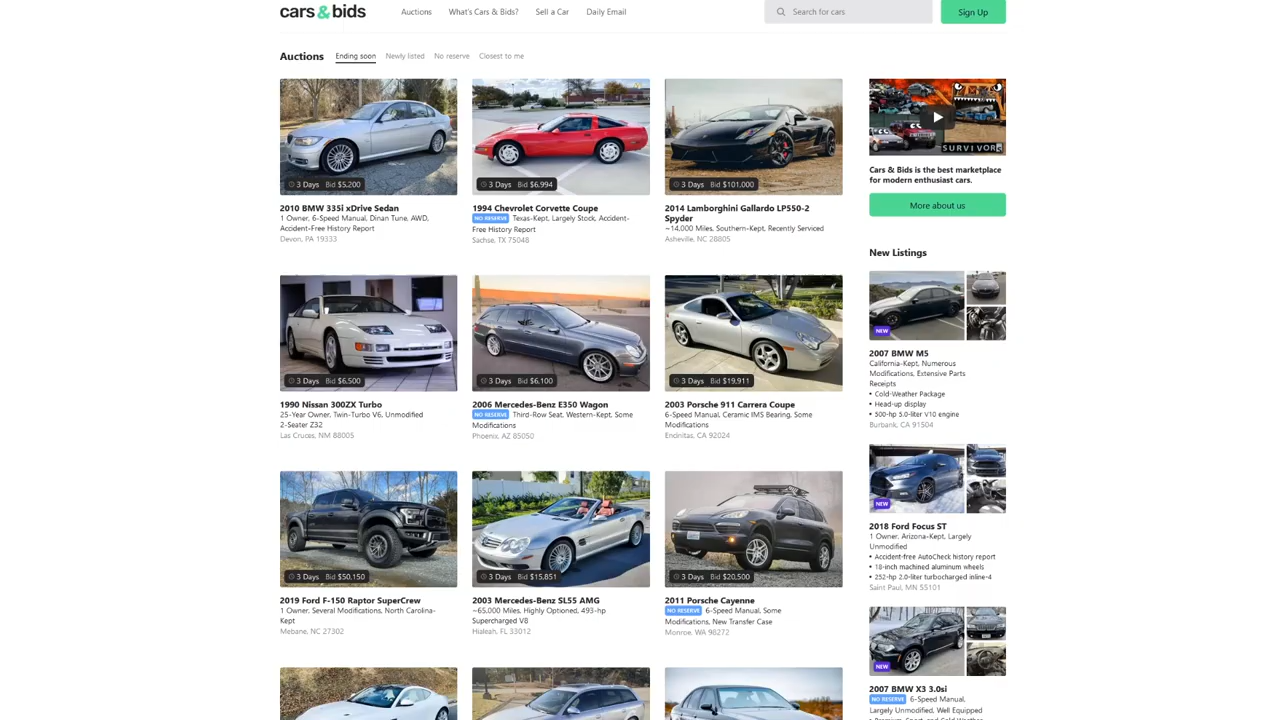 cars & bids
Auctions
What's Cars & Bids?
Sell a Car
Daily Email
Search for cars
Sign Up
Auctions
Ending soon
Newly listed
No reserve
Closest to me
3 Days Bid $5,200
2010 BMW 335i xDrive Sedan
1 Owner, 6-Speed Manual, Dinan Tune, AWD,
Accident-Free History Report
Devon, PA 19333
3 Days Bid $6,994
1994 Chevrolet Corvette Coupe
NO RESERVE Texas-Kept, Largely Stock, Accident-
Free History Report
Sachse, TX 75048
3 Days Bid $101,000
2014 Lamborghini Gallardo LP550-2
Spyder
~14,000 Miles, Southern-Kept, Recently Serviced
Asheville, NC 28805
3 Days Bid $6,500
1990 Nissan 300ZX Turbo
25-Year Owner, Twin-Turbo V6, Unmodified
2-Seater Z32
Las Cruces, NM 88005
3 Days Bid $6,100
2006 Mercedes-Benz E350 Wagon
NO RESERVE Third-Row Seat, Western-Kept, Some
Modifications
Phoenix, AZ 85050
3 Days Bid $19,911
2003 Porsche 911 Carrera Coupe
6-Speed Manual, Ceramic IMS Bearing, Some
Modifications
Encinitas, CA 92024
3 Days Bid $50,150
2019 Ford F-150 Raptor SuperCrew
1 Owner, Several Modifications, North Carolina-
Kept
Mebane, NC 27302
3 Days Bid $15,851
2003 Mercedes-Benz SL55 AMG
~65,000 Miles, Highly Optioned, 493-hp
Supercharged V8
Hialeah, FL 33012
3 Days Bid $20,500
2011 Porsche Cayenne
NO RESERVE 6-Speed Manual, Some
Modifications, New Transfer Case
Monroe, WA 98272
SURVIVOR
Cars & Bids is the best marketplace
for modern enthusiast cars.
More about us
New Listings
NEW
2007 BMW M5
California-Kept, Numerous
Modifications, Extensive Parts
Receipts
• Cold-Weather Package
• Head-up display
• 500-hp 5.0-liter V10 engine
Burbank, CA 91504
NEW
2018 Ford Focus ST
1 Owner, Arizona-Kept, Largely
Unmodified
• Accident-free AutoCheck history report
• 18-inch machined aluminum wheels
• 252-hp 2.0-liter turbocharged inline-4
Saint Paul, MN 55101
NEW
2007 BMW X3 3.0si
NO RESERVE 6-Speed Manual,
Largely Unmodified, Well Equipped